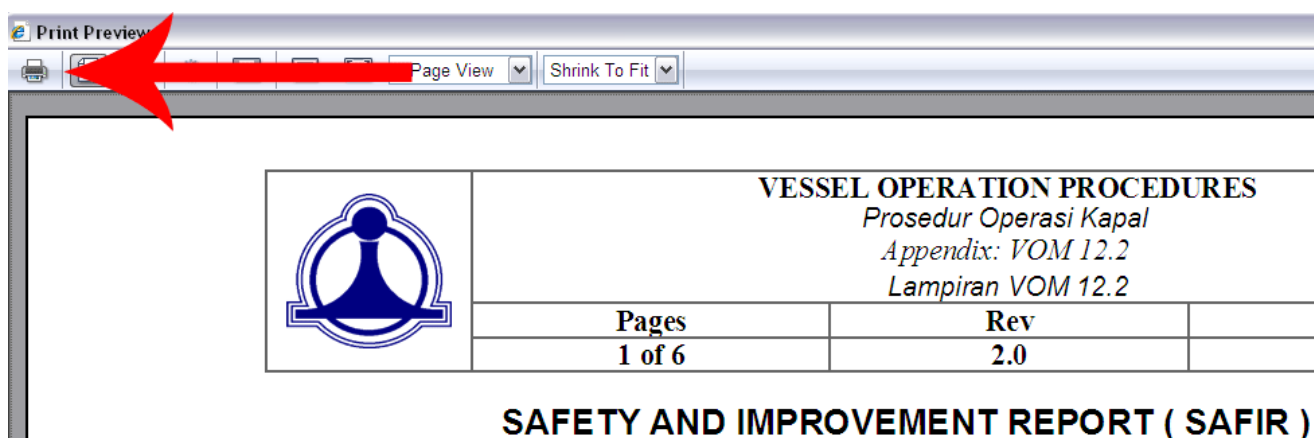 Print Preview
Page View
Shrink To Fit
VESSEL OPERATION PROCEDURES
Prosedur Operasi Kapal
Appendix: VOM 12.2
Lampiran VOM 12.2
Pages Rev
1 of 6 2.0
SAFETY AND IMPROVEMENT REPORT ( SAFIR )